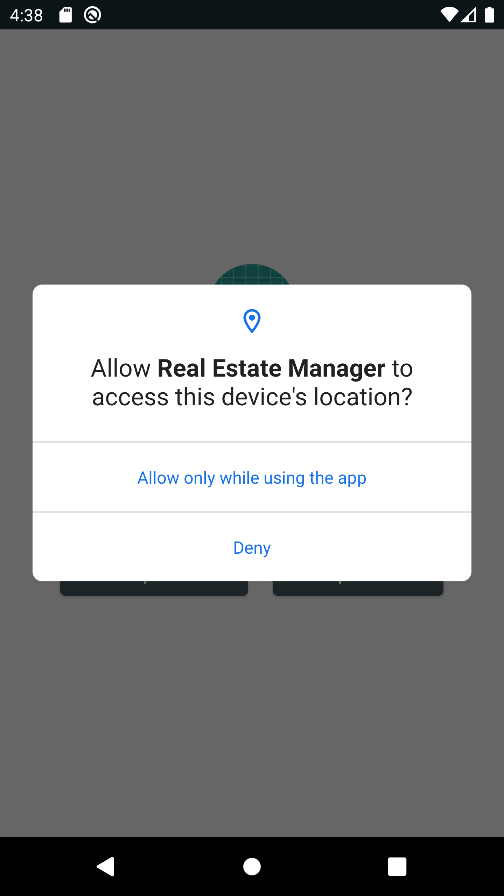 4:38
Allow Real Estate Manager to
access this device's location?
Allow only while using the app
Deny